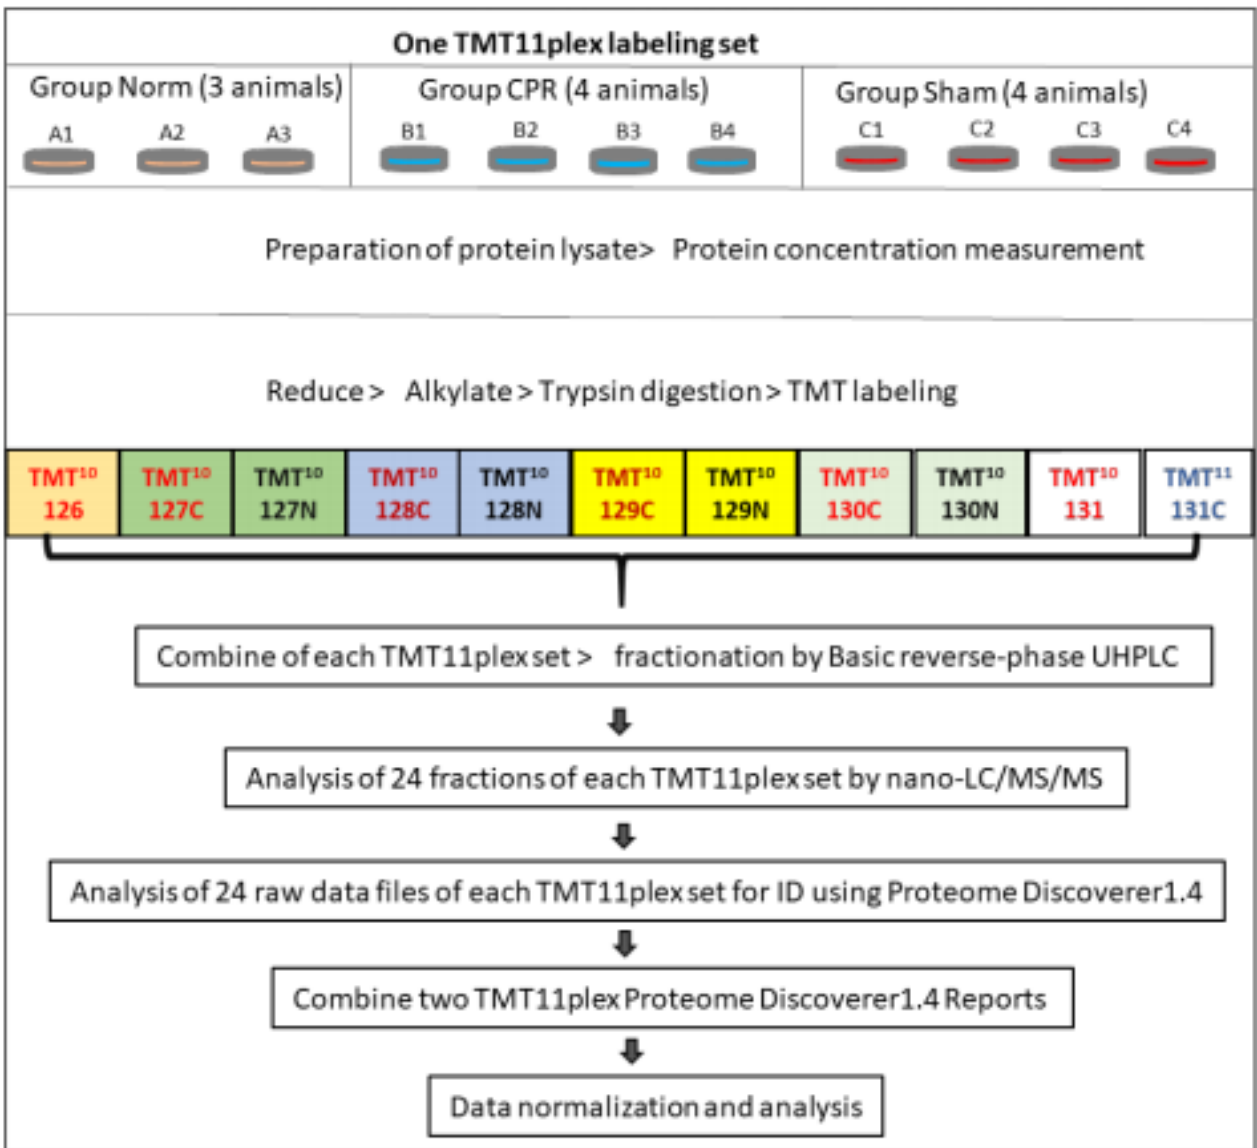 One TMT11plex labeling set
Group Norm (3 animals) Group CPR (4 animals) Group Sham (4 animals)
A1 A2 A3 B1 B2 B3 B4 C1 C2 C3 C4
Preparation of protein lysate> Protein concentration measurement
Reduce > Alkylate > Trypsin digestion > TMT labeling
TMT¹⁰ TMT¹⁰ TMT¹⁰ TMT¹⁰ TMT¹⁰ TMT¹⁰ TMT¹⁰ TMT¹⁰ TMT¹⁰ TMT¹⁰ TMT¹¹
126 127C 127N 128C 128N 129C 129N 130C 130N 131 131C
Combine of each TMT11plex set > fractionation by Basic reverse-phase UHPLC
Analysis of 24 fractions of each TMT11plex set by nano-LC/MS/MS
Analysis of 24 raw data files of each TMT11plex set for ID using Proteome Discoverer1.4
Combine two TMT11plex Proteome Discoverer1.4 Reports
Data normalization and analysis